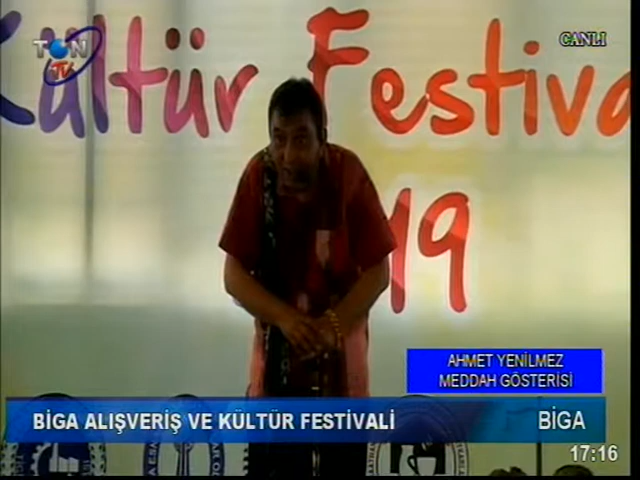 TON
TV
CANLI
Kültür Festiva
19
AHMET YENİLMEZ
MEDDAH GÖSTERİSİ
BİGA ALIŞVERİŞ VE KÜLTÜR FESTİVALİ
BİGA
17:16